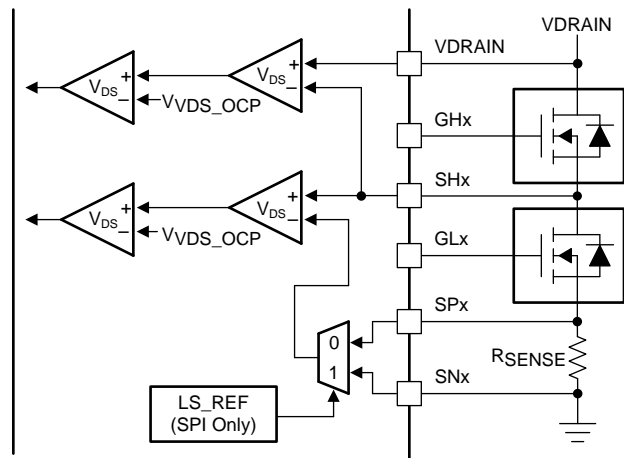 VDRAIN
VDRAIN
+
VDS
–
VVDS_OCP
+
VDS
–
GHx
SHx
+
VDS
–
VVDS_OCP
+
VDS
–
GLx
SPx
0
1
RSENSE
SNx
LS_REF
(SPI Only)